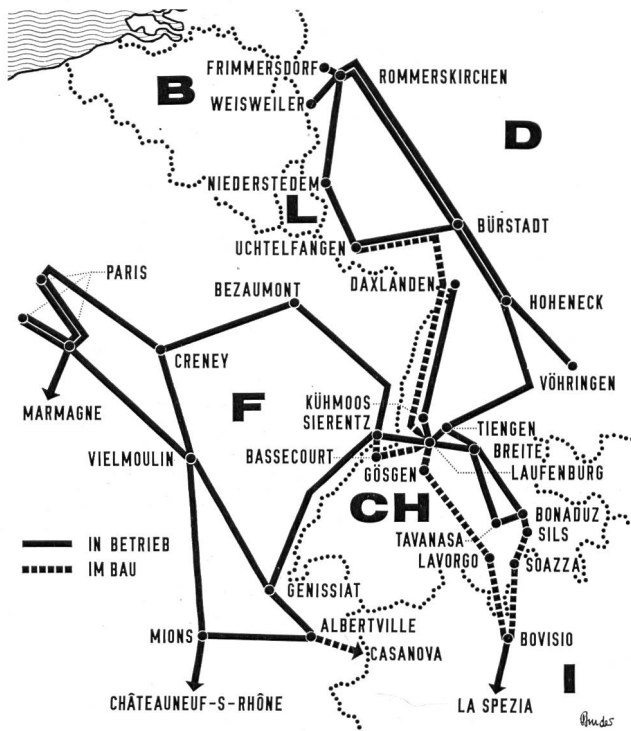 FRIMMERSDORF
ROMMERSKIRCHEN
B
WEISWEILER
D
NIEDERSTEDEM
L
BÜRSTADT
UCHTELFANGEN
PARIS
BEZAUMONT
DAXLANDEN
HOHENECK
CRENEY
VÖHRINGEN
MARMAGNE
F
KÜHMOOS
SIERENTZ
TIENGEN
BREITE
VIELMOULIN
BASSECOURT
LAUFENBURG
GÖSGEN
CH
BONADUZ
TAVANASA
SILS
IN BETRIEB
LAVORGO
SOAZZA
IM BAU
GENISSIAT
ALBERTVILLE
MIONS
BOVISIO
CASANOVA
I
CHÂTEAUNEUF-S-RHÔNE
LA SPEZIA